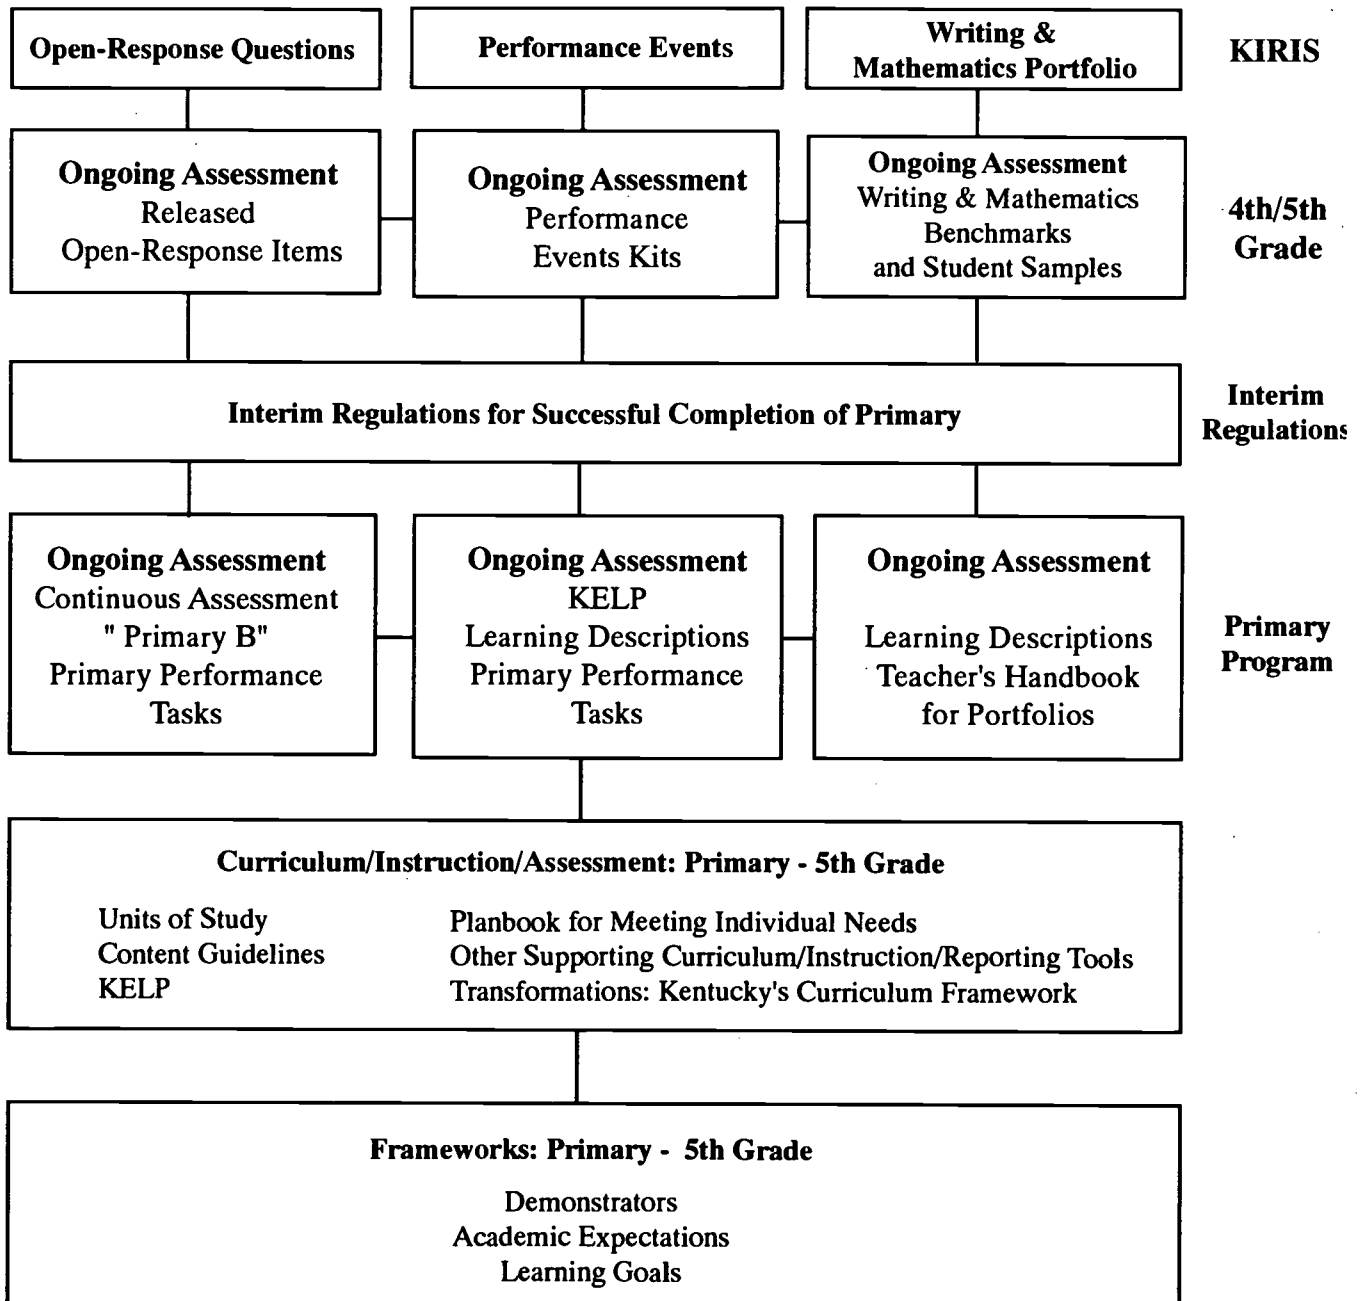 Open-Response Questions
Performance Events
Writing &
Mathematics Portfolio
KIRIS
Ongoing Assessment
Released
Open-Response Items
Ongoing Assessment
Performance
Events Kits
Ongoing Assessment
Writing & Mathematics
Benchmarks
and Student Samples
4th/5th
Grade
Interim Regulations for Successful Completion of Primary
Interim
Regulations
Ongoing Assessment
Continuous Assessment
" Primary B"
Primary Performance
Tasks
Ongoing Assessment
KELP
Learning Descriptions
Primary Performance
Tasks
Ongoing Assessment
Learning Descriptions
Teacher's Handbook
for Portfolios
Primary
Program
Curriculum/Instruction/Assessment: Primary - 5th Grade
Units of Study
Content Guidelines
KELP
Planbook for Meeting Individual Needs
Other Supporting Curriculum/Instruction/Reporting Tools
Transformations: Kentucky's Curriculum Framework
Frameworks: Primary - 5th Grade
Demonstrators
Academic Expectations
Learning Goals